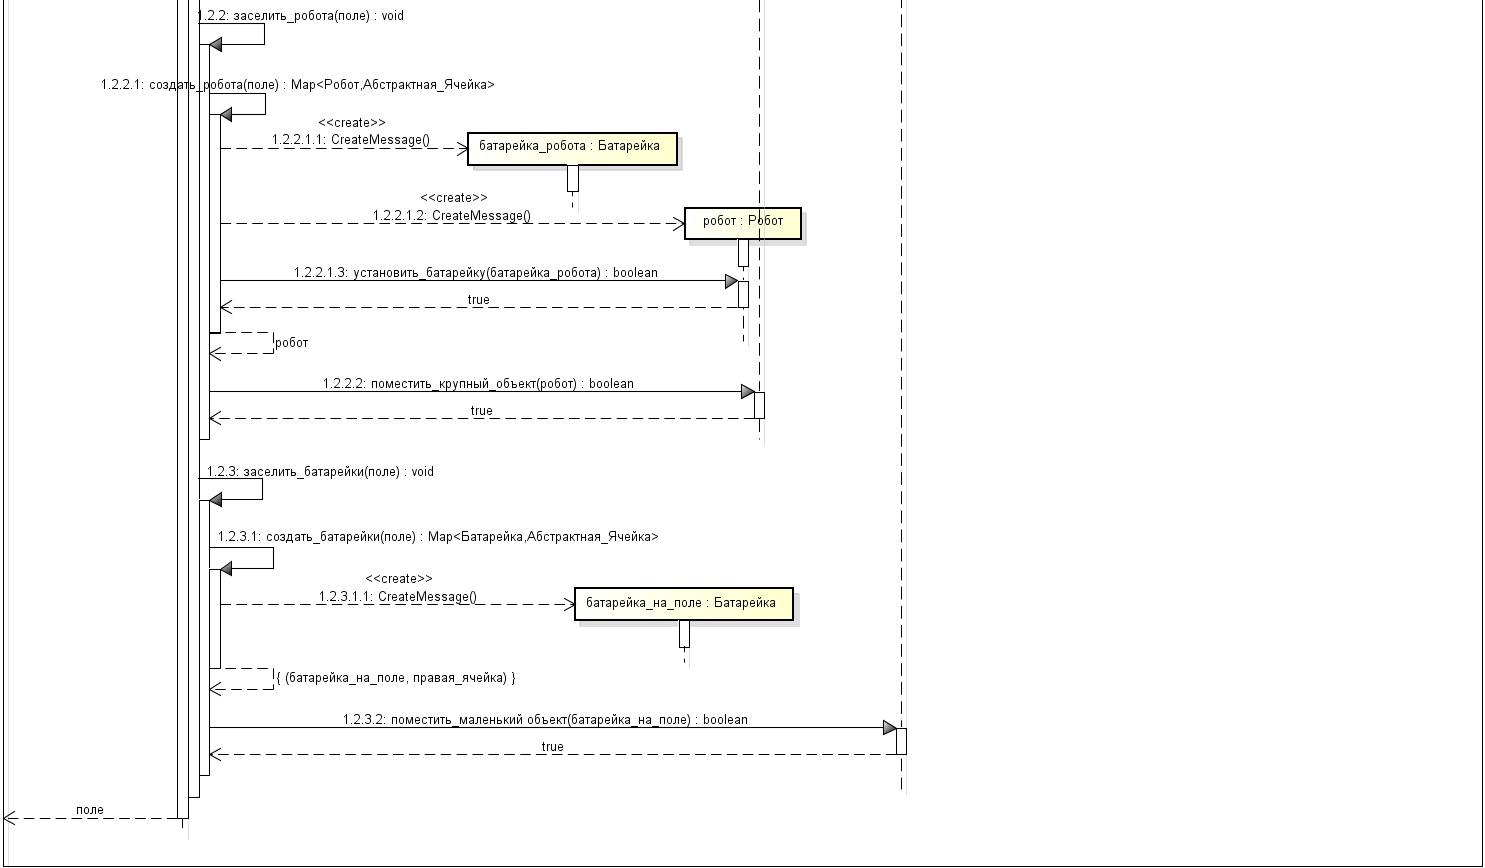 1.2.2: заселить_робота(поле) : void
1.2.2.1: создать_робота(поле) : Map<Робот,Абстрактная_Ячейка>
<<create>>
1.2.2.1.1: CreateMessage()
батарейка_робота : Батарейка
<<create>>
1.2.2.1.2: CreateMessage()
робот : Робот
1.2.2.1.3: установить_батарейку(батарейка_робота) : boolean
true
робот
1.2.2.2: поместить_крупный_объект(робот) : boolean
true
1.2.3: заселить_батарейки(поле) : void
1.2.3.1: создать_батарейки(поле) : Map<Батарейка,Абстрактная_Ячейка>
<<create>>
1.2.3.1.1: CreateMessage()
батарейка_на_поле : Батарейка
{ (батарейка_на_поле, правая_ячейка) }
1.2.3.2: поместить_маленький объект(батарейка_на_поле) : boolean
true
поле